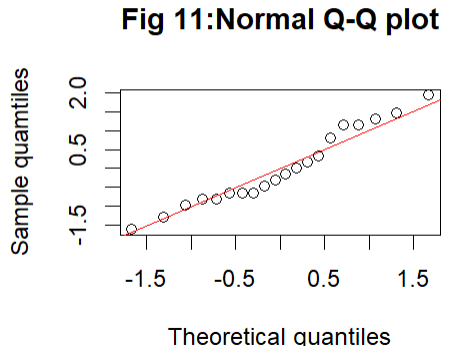 Fig 11:Normal Q-Q plot
Sample quamtiles
2.0
0.5
-1.5
-1.5 -0.5 0.5 1.5
Theoretical quantiles